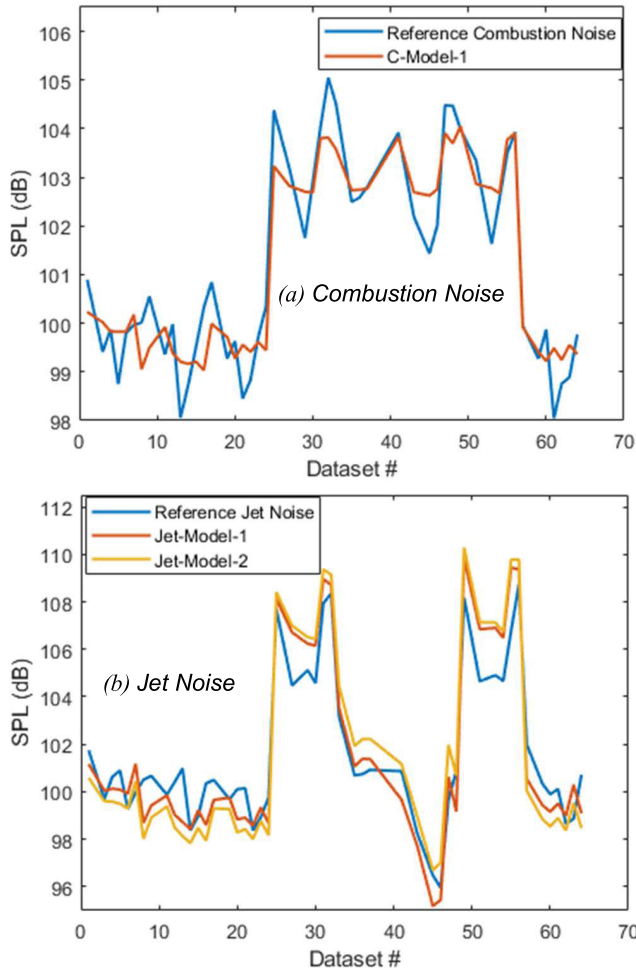 106
105
104
103
102
101
100
99
98
SPL (dB)
Reference Combustion Noise
C-Model-1
(a) Combustion Noise
0 10 20 30 40 50 60 70
Dataset #
112
110
108
106
104
102
100
98
96
SPL (dB)
Reference Jet Noise
Jet-Model-1
Jet-Model-2
(b) Jet Noise
0 10 20 30 40 50 60 70
Dataset #